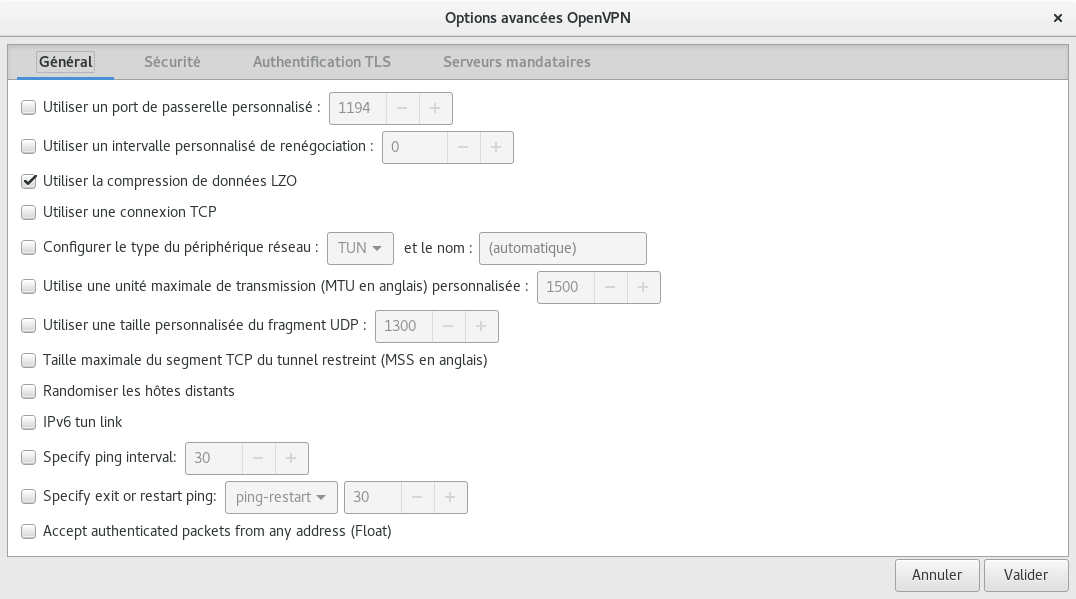 Options avancées OpenVPN
Général Sécurité Authentification TLS Serveurs mandataires
Utiliser un port de passerelle personnalisé : 1194
Utiliser un intervalle personnalisé de renégociation : 0
Utiliser la compression de données LZO
Utiliser une connexion TCP
Configurer le type du périphérique réseau : TUN et le nom : (automatique)
Utilise une unité maximale de transmission (MTU en anglais) personnalisée : 1500
Utiliser une taille personnalisée du fragment UDP : 1300
Taille maximale du segment TCP du tunnel restreint (MSS en anglais)
Randomiser les hôtes distants
IPv6 tun link
Specify ping interval: 30
Specify exit or restart ping: ping-restart 30
Accept authenticated packets from any address (Float)
Annuler Valider